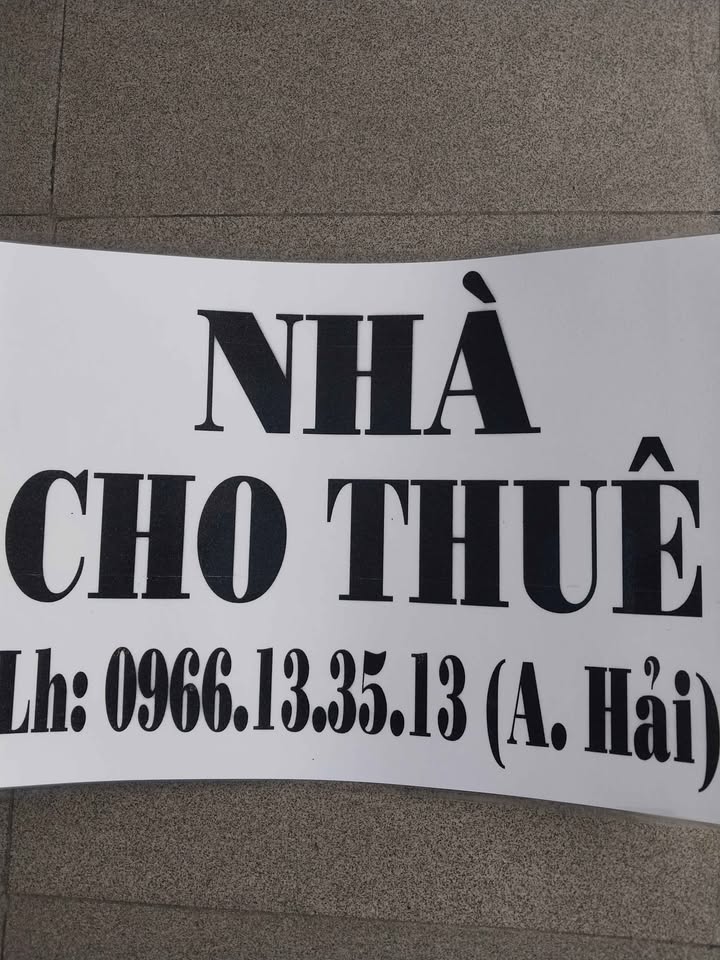 NHÀ
CHO THUÊ
Lh: 0966.13.35.13 (A. Hải)